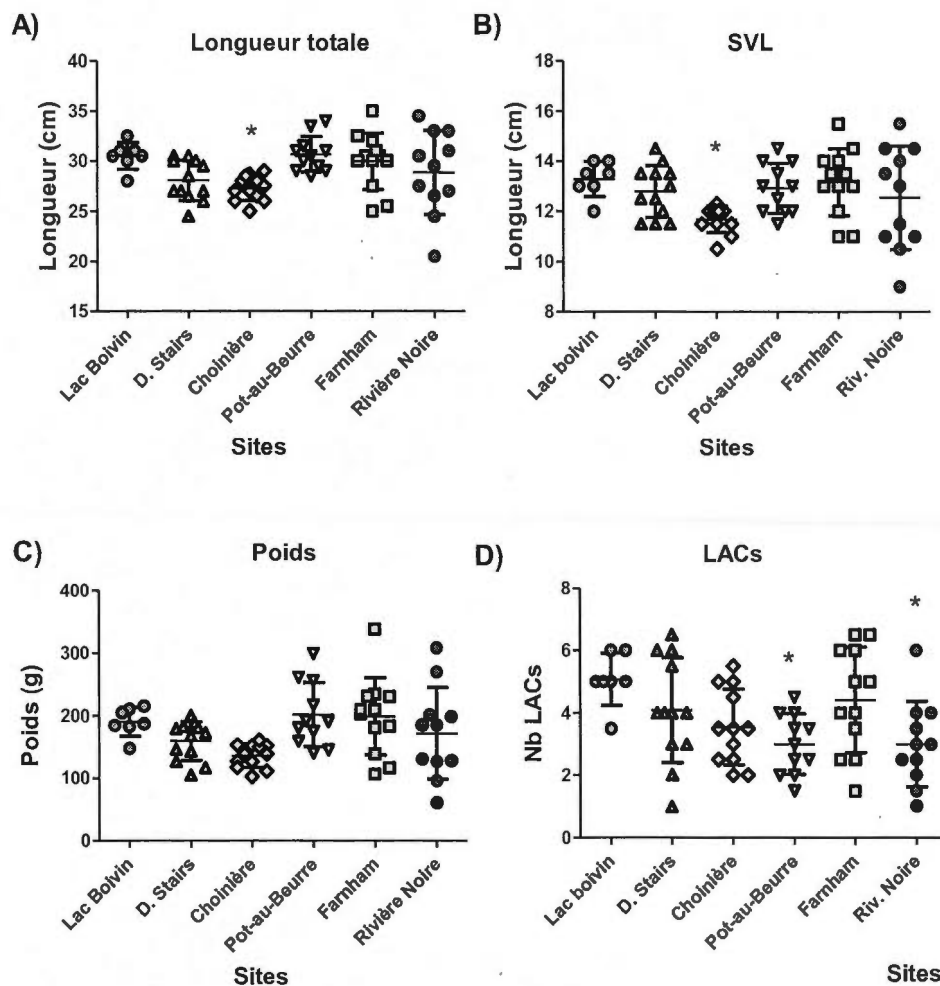 A)
Longueur totale
Longueur (cm)
40
35
30
25
20
15
*
Lac Boivin
D. Stairs
Choinière
Pot-au-Beurre
Farnham
Rivière Noire
Sites
B)
SVL
Longueur (cm)
16
14
12
10
8
*
Lac boivin
D. Stairs
Choinière
Pot-au-Beurre
Farnham
Riv. Noire
Sites
C)
Poids
Poids (g)
400
300
200
100
0
Lac Boivin
D. Stairs
Choinière
Pot-au-Beurre
Farnham
Rivière Noire
Sites
D)
LACs
Nb LACs
8
6
4
2
0
*
*
Lac boivin
D. Stairs
Choinière
Pot-au-Beurre
Farnham
Riv. Noire
Sites